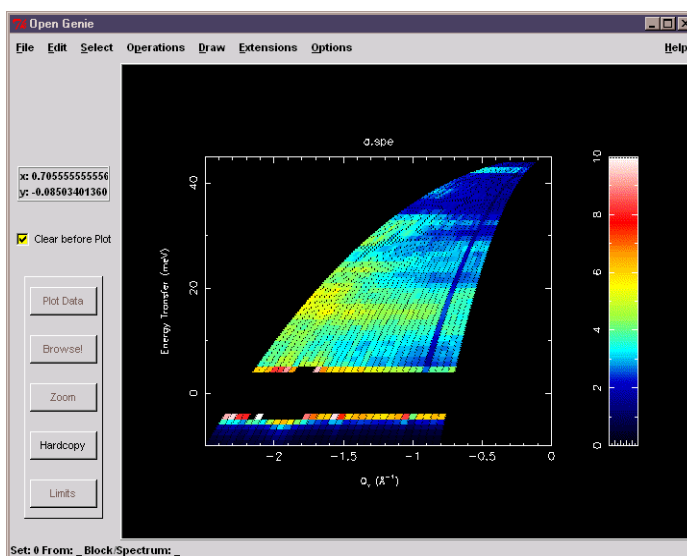 Open Genie
File Edit Select Operations Draw Extensions Options Help
x: 0.705555555556
y: -0.08503401360
Clear before Plot
Plot Data
Browse!
Zoom
Hardcopy
Limits
a.spe
Energy Transfer (meV)
40
20
0
-2 -1.5 -1 -0.5 0
Qᵥ (Å⁻¹)
10
8
6
4
2
0
Set: 0 From: _ Block/Spectrum: _